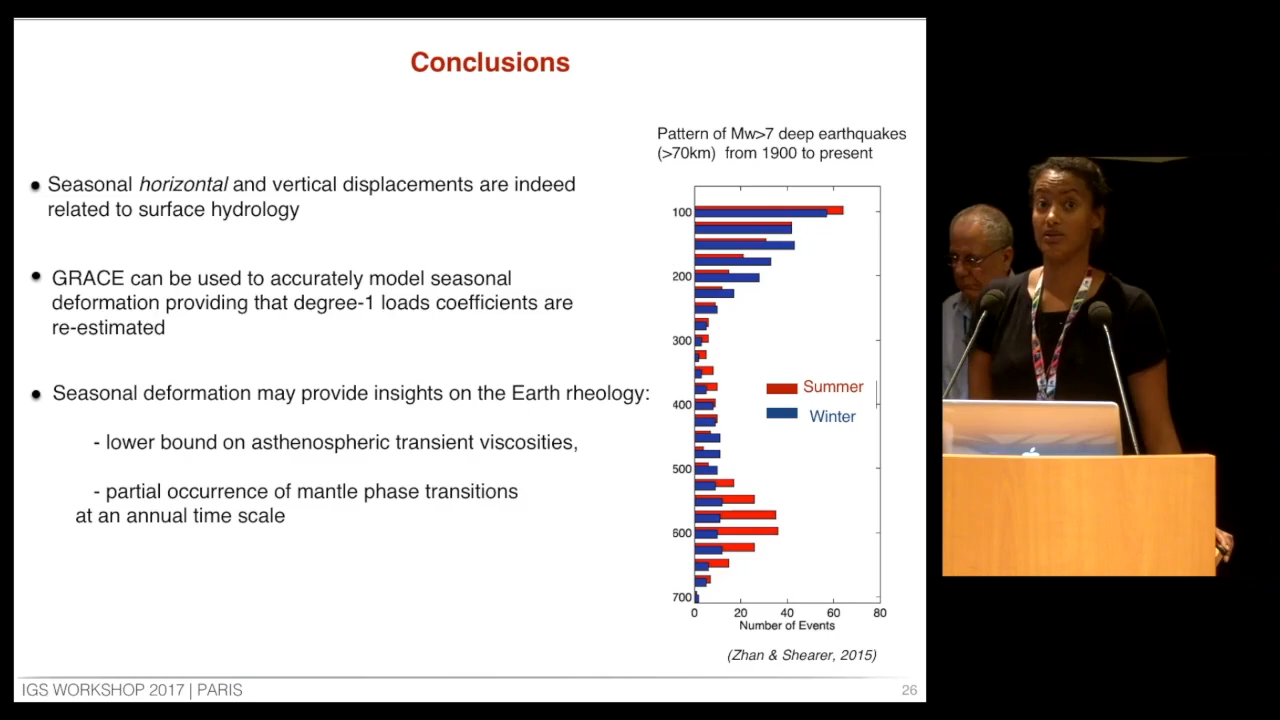 Conclusions
Seasonal horizontal and vertical displacements are indeed
related to surface hydrology
GRACE can be used to accurately model seasonal
deformation providing that degree-1 loads coefficients are
re-estimated
Seasonal deformation may provide insights on the Earth rheology:
- lower bound on asthenospheric transient viscosities,
- partial occurrence of mantle phase transitions
at an annual time scale
Pattern of Mw>7 deep earthquakes
(>70km) from 1900 to present
100
200
300
400
500
600
700
Summer
Winter
0 20 40 60 80
Number of Events
(Zhan & Shearer, 2015)
IGS WORKSHOP 2017 | PARIS
26